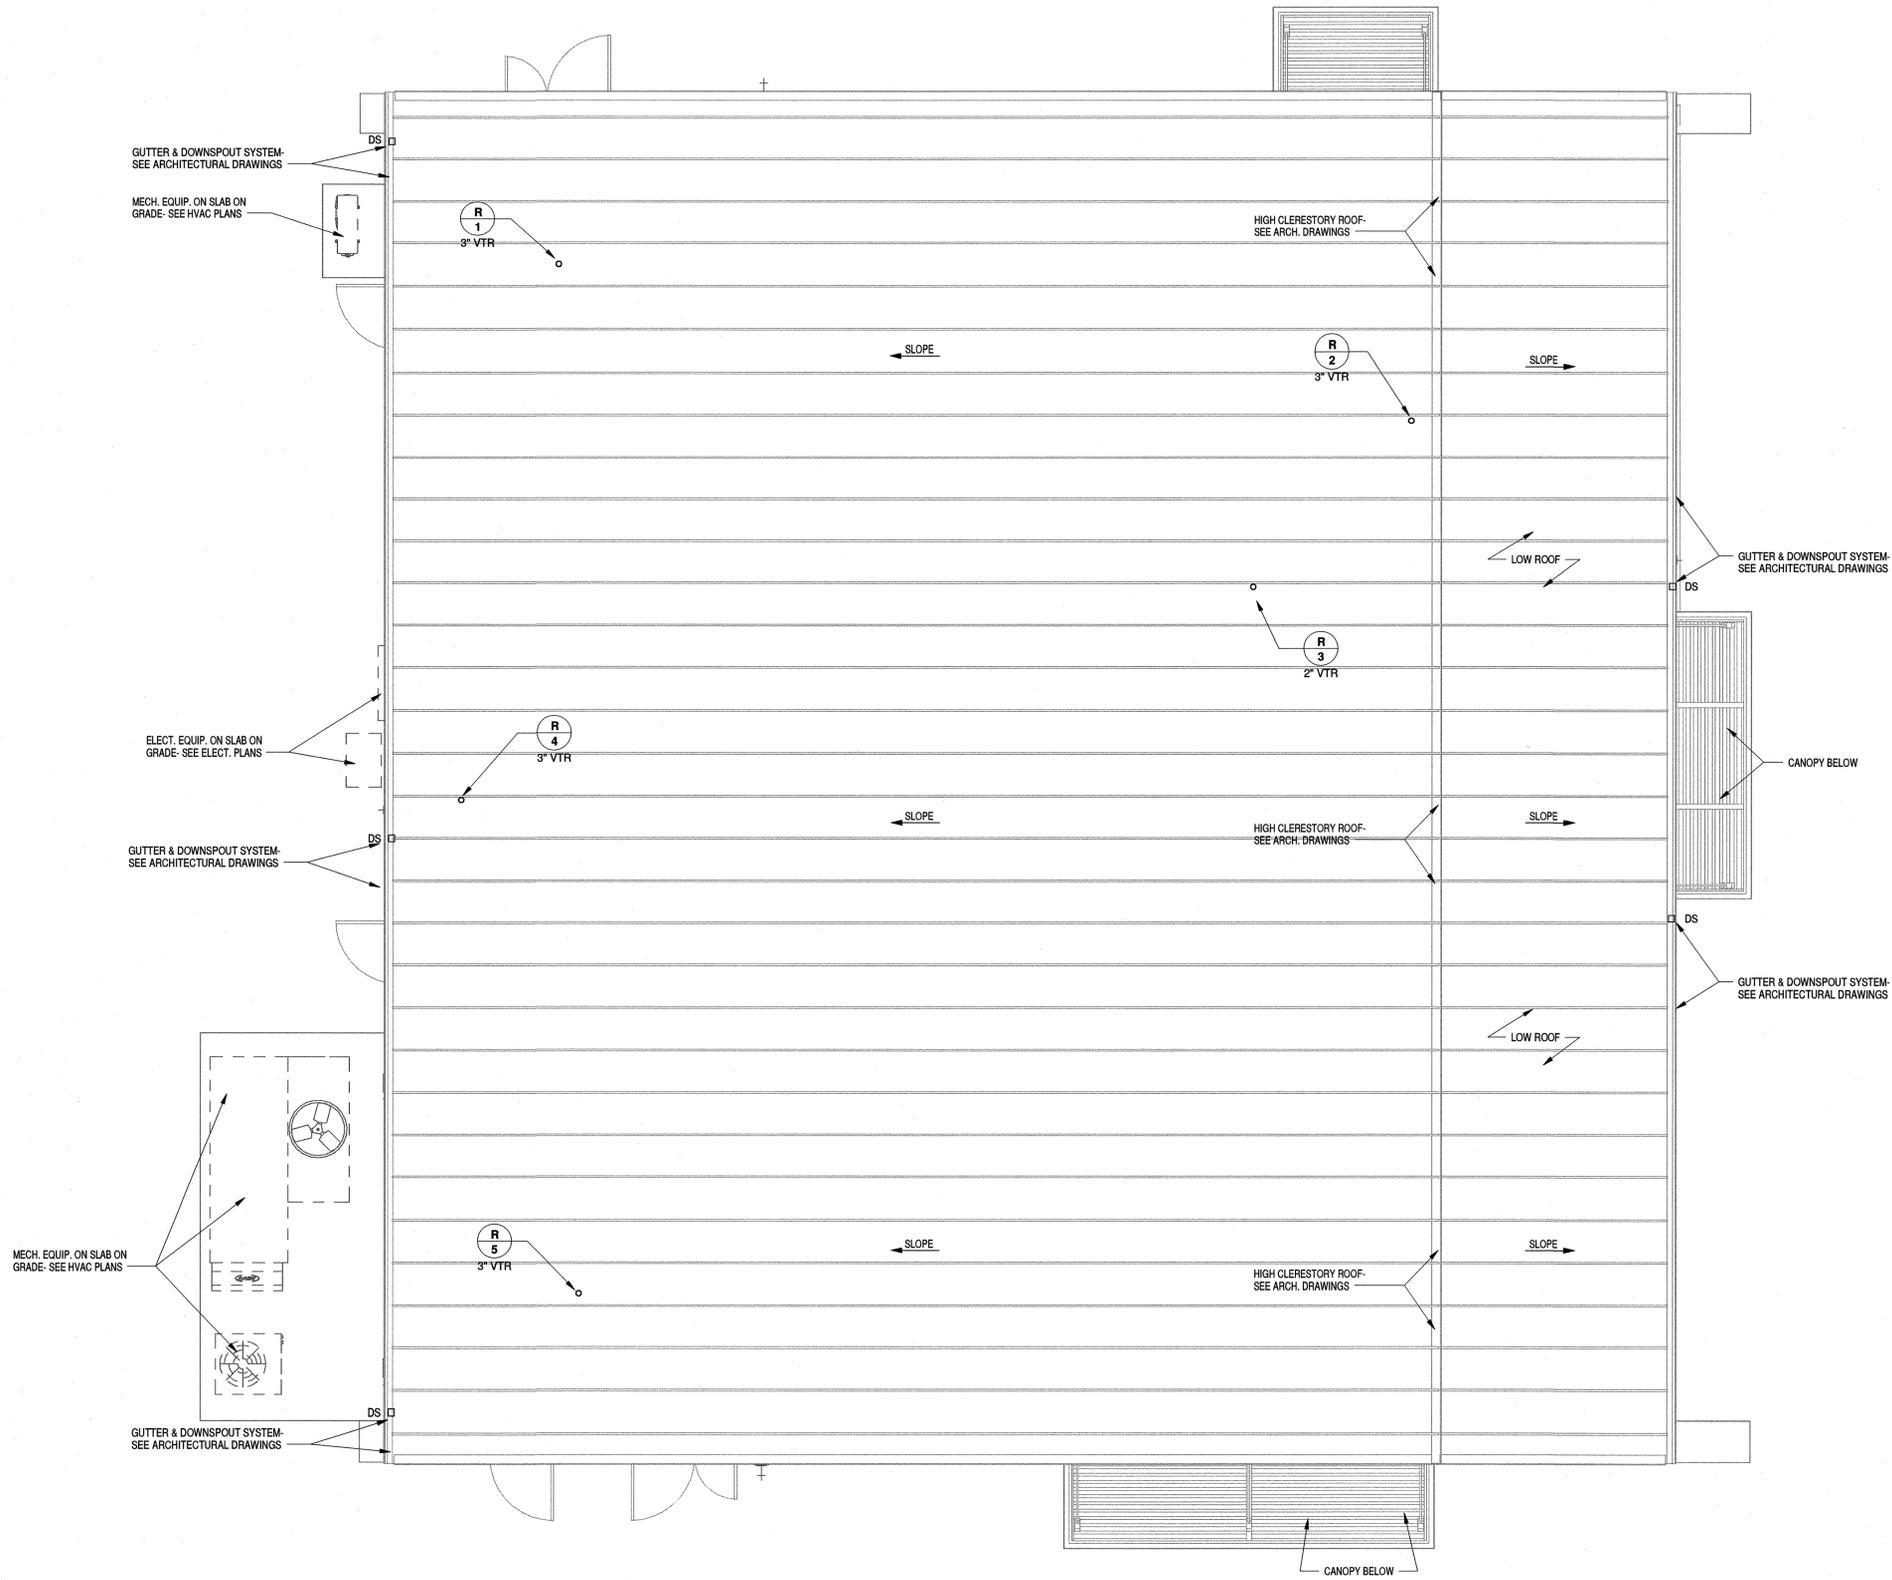 DS
GUTTER & DOWNSPOUT SYSTEM-
SEE ARCHITECTURAL DRAWINGS
MECH. EQUIP. ON SLAB ON
GRADE- SEE HVAC PLANS
R
1
3" VTR
HIGH CLERESTORY ROOF-
SEE ARCH. DRAWINGS
SLOPE
R
2
3" VTR
SLOPE
LOW ROOF
GUTTER & DOWNSPOUT SYSTEM-
SEE ARCHITECTURAL DRAWINGS
DS
R
3
2" VTR
ELECT. EQUIP. ON SLAB ON
GRADE- SEE ELECT. PLANS
R
4
3" VTR
CANOPY BELOW
SLOPE
HIGH CLERESTORY ROOF-
SEE ARCH. DRAWINGS
SLOPE
DS
GUTTER & DOWNSPOUT SYSTEM-
SEE ARCHITECTURAL DRAWINGS
DS
GUTTER & DOWNSPOUT SYSTEM-
SEE ARCHITECTURAL DRAWINGS
LOW ROOF
MECH. EQUIP. ON SLAB ON
GRADE- SEE HVAC PLANS
R
5
3" VTR
SLOPE
HIGH CLERESTORY ROOF-
SEE ARCH. DRAWINGS
SLOPE
DS
GUTTER & DOWNSPOUT SYSTEM-
SEE ARCHITECTURAL DRAWINGS
CANOPY BELOW